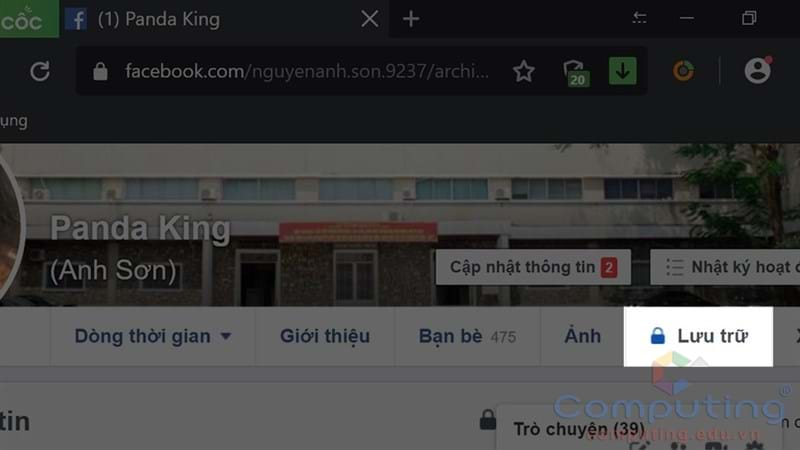 cốc
(1) Panda King
facebook.com/nguyenanh.son.9237/archi...
20
ụng
Panda King
(Anh Sơn)
Cập nhật thông tin 2
Nhật ký hoạt đ
Dòng thời gian
Giới thiệu
Bạn bè 475
Ảnh
Lưu trữ
tin
Trò chuyện (39)
Computing®
computing.edu.vn